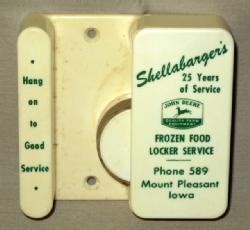 • Hang
on
to
Good
Service •
Shellabarger's
25 Years
of Service
JOHN DEERE
QUALITY FARM
EQUIPMENT
FROZEN FOOD
LOCKER SERVICE
Phone 589
Mount Pleasant
Iowa